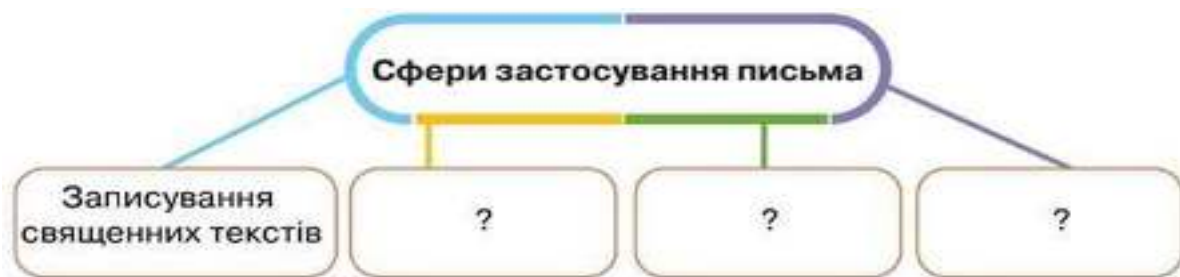 Сфери застосування письма
Записування
священних текстів
?
?
?